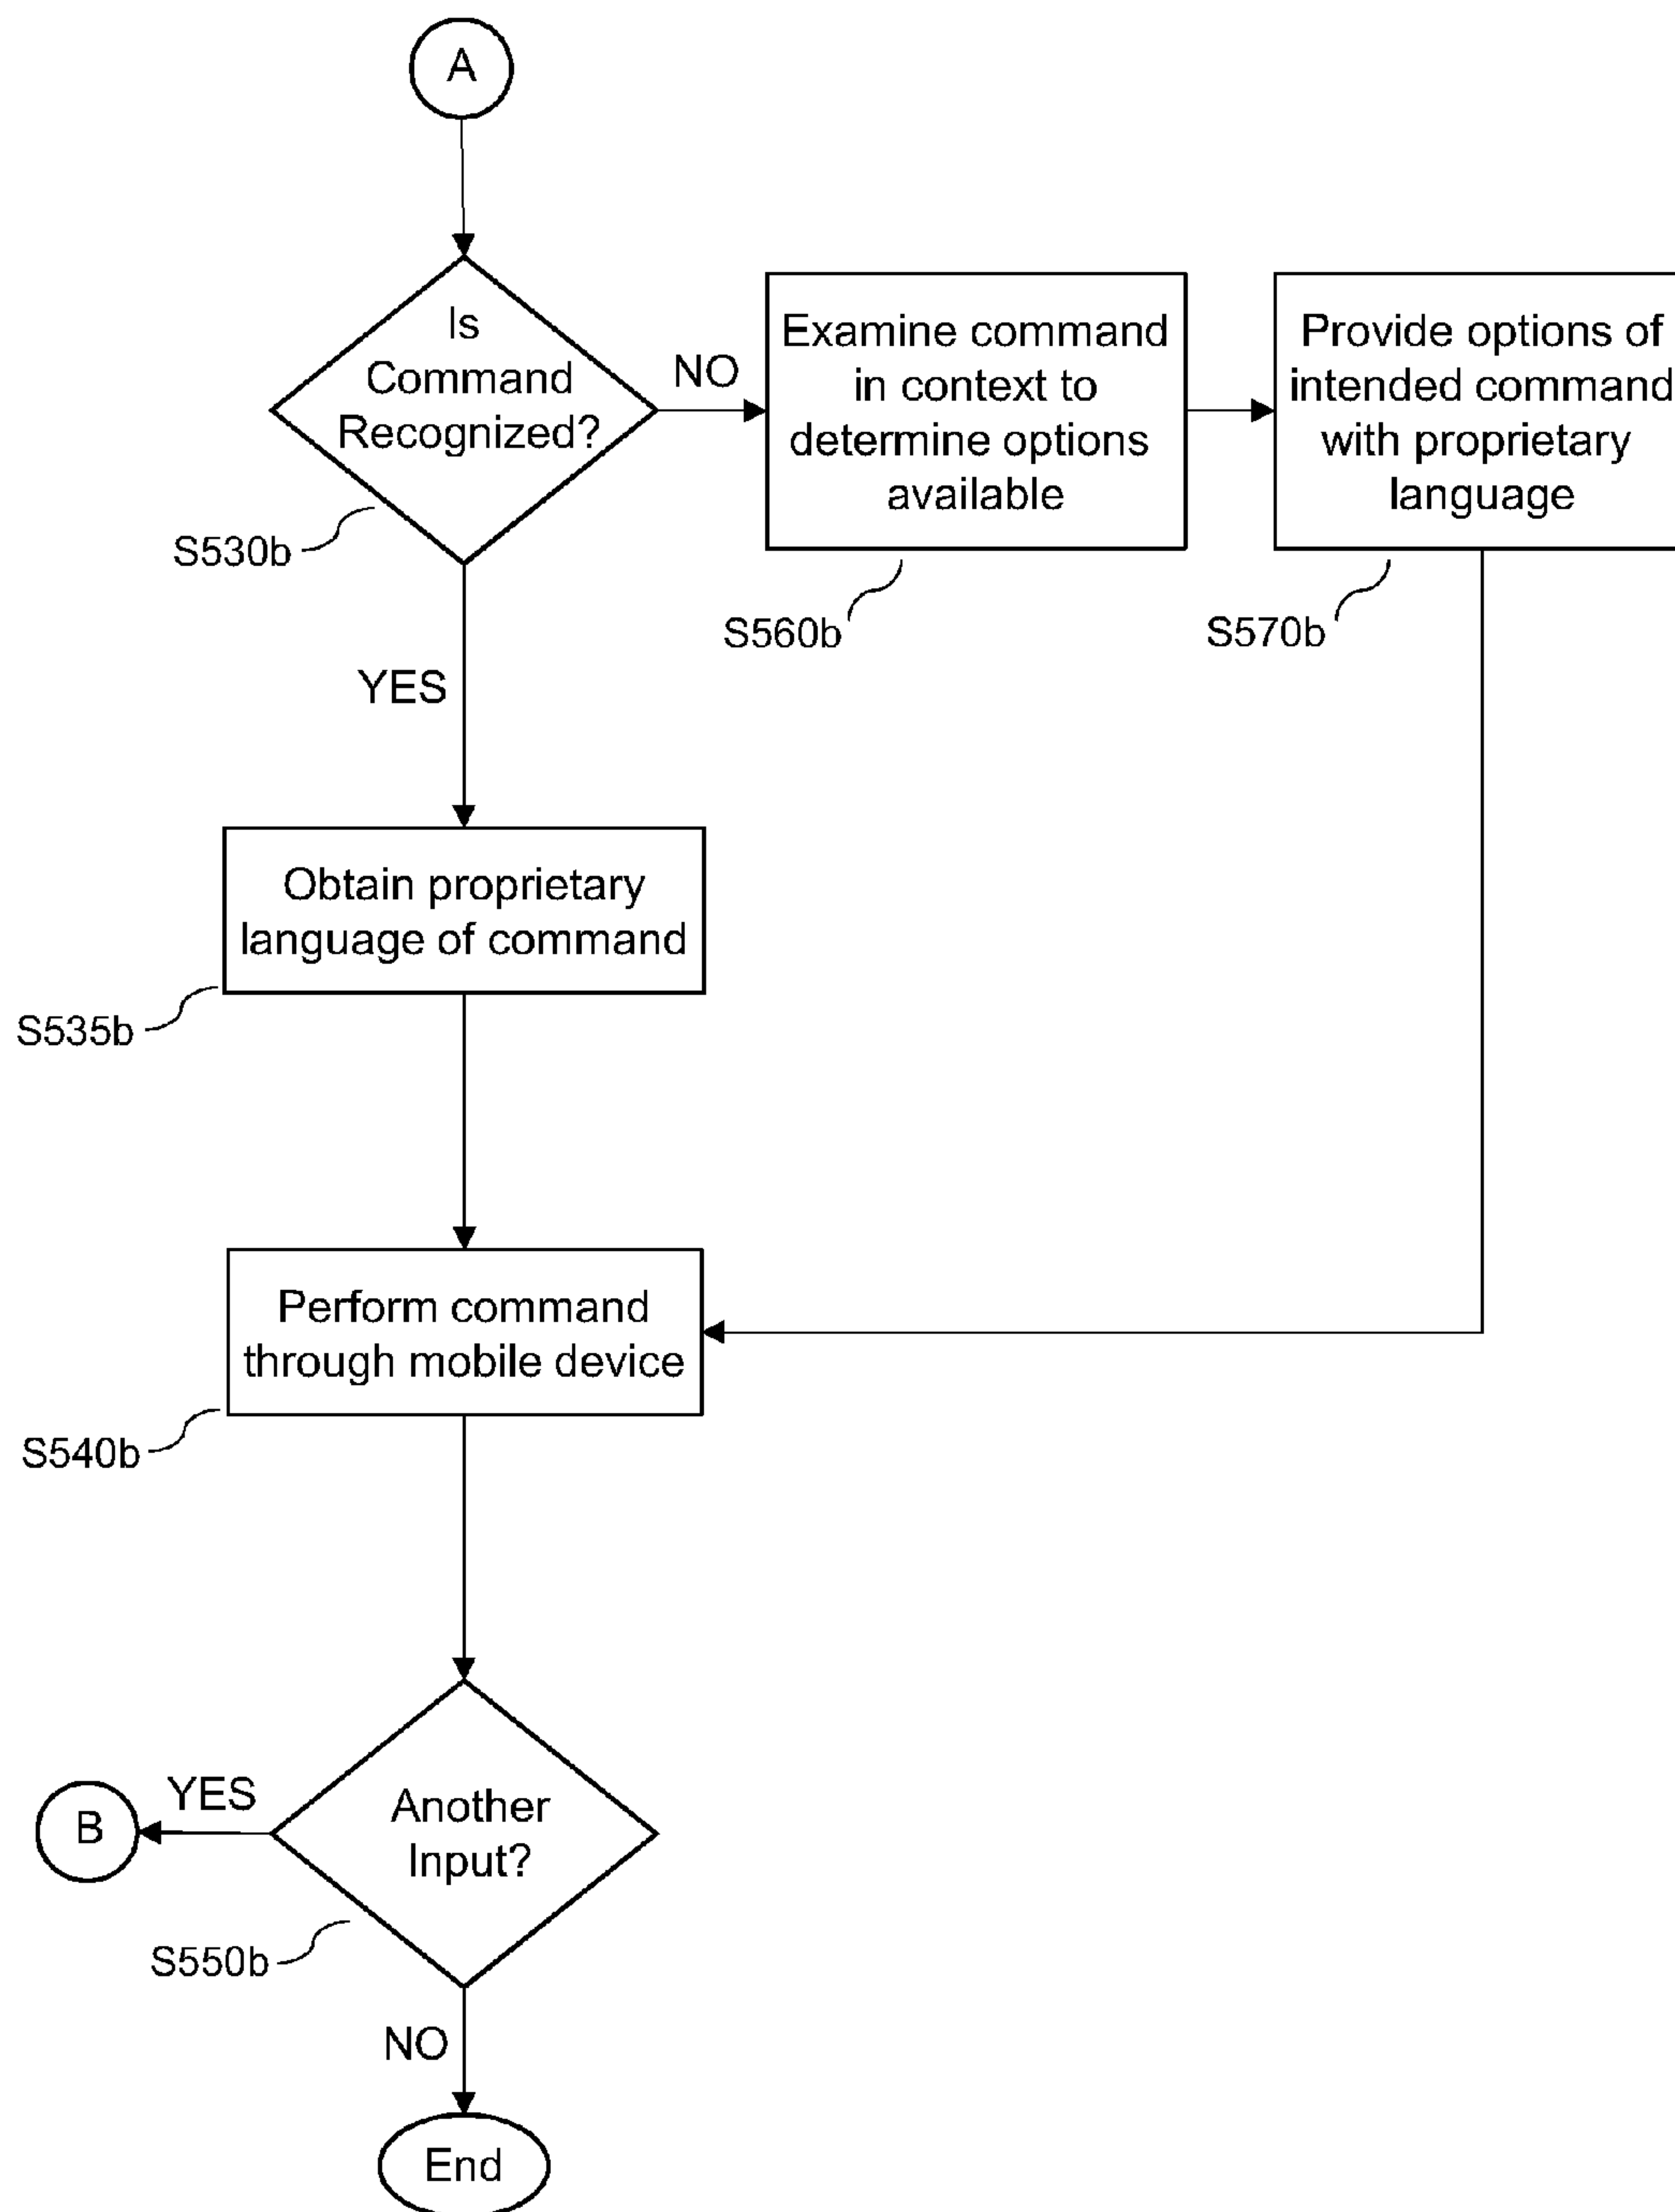 A
Is
Command
Recognized?
S530b
NO
Examine command
in context to
determine options
available
S560b
Provide options of
intended command
with proprietary
language
S570b
YES
Obtain proprietary
language of command
S535b
Perform command
through mobile device
S540b
Another
Input?
S550b
YES
B
NO
End